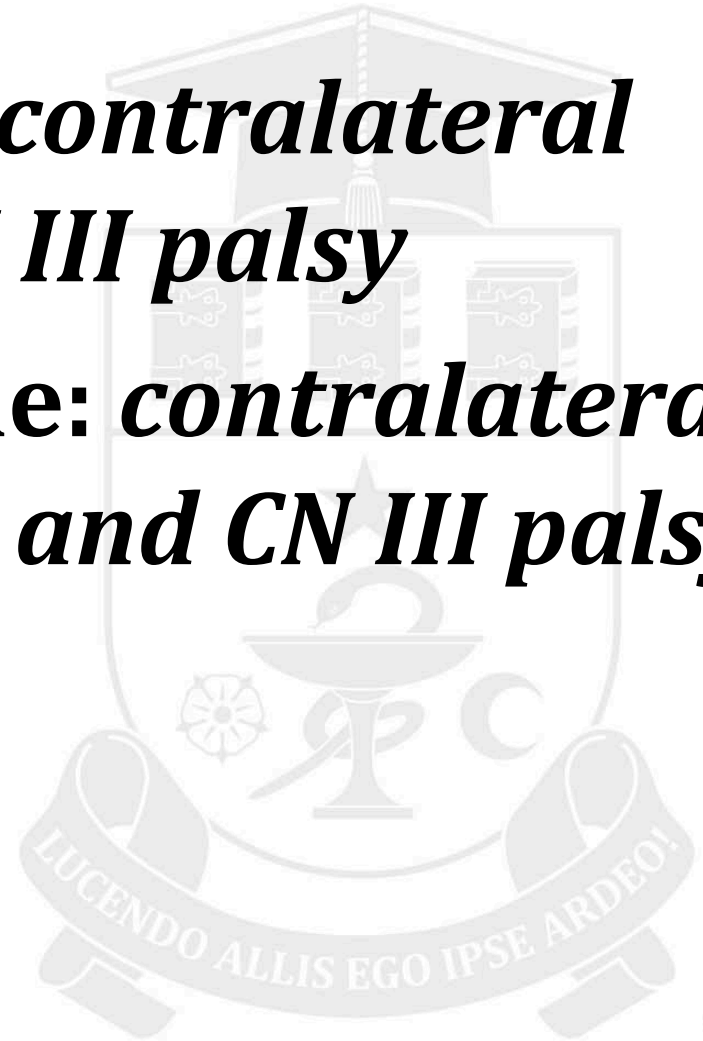 contralateral
III palsy
contralatera
and CN III pals
LUCENDO ALLIS EGO IPSE ARDEO!